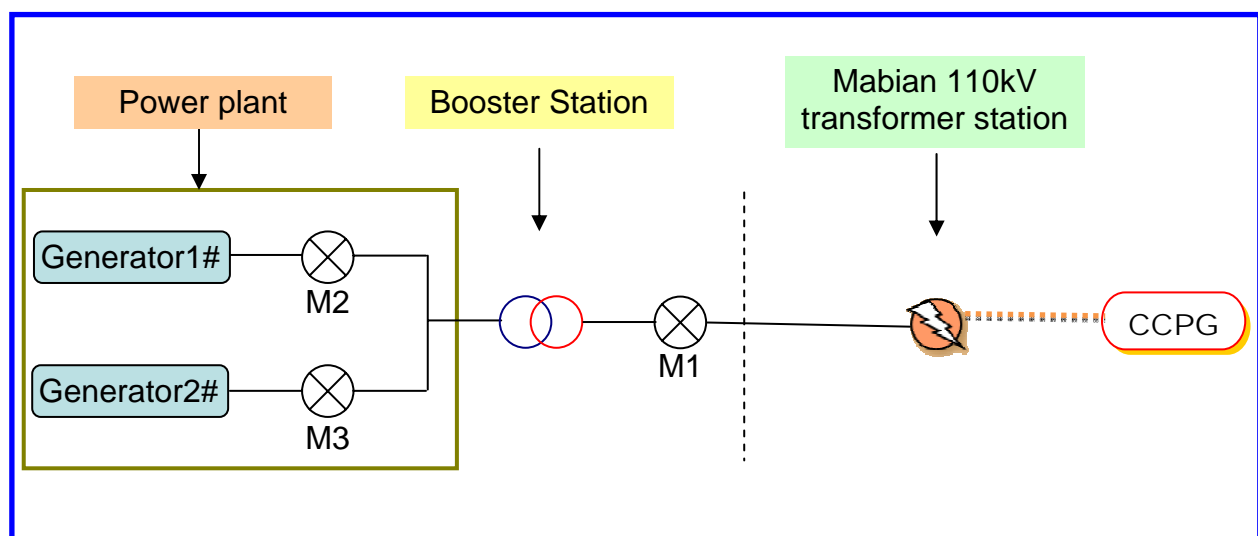 Power plant
Booster Station
Mabian 110kV
transformer station
Generator1#
M2
Generator2#
M3
M1
CCPG